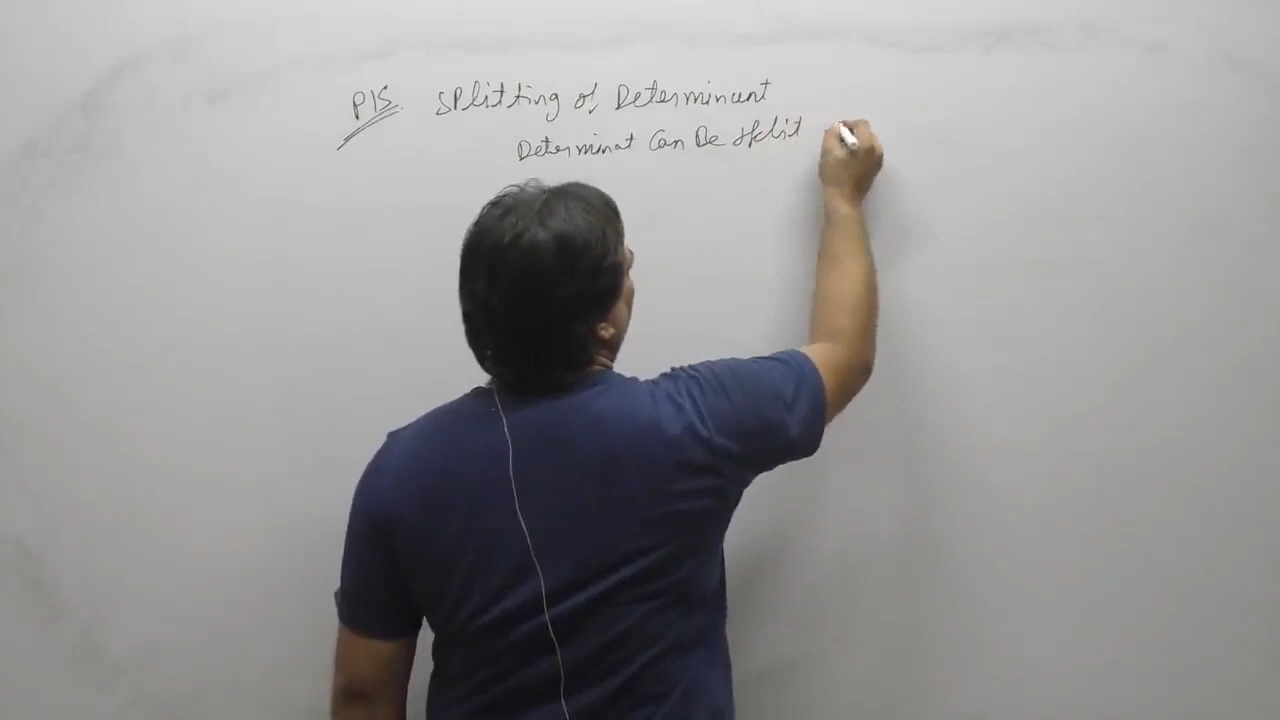 P15. Splitting of Determinant
Determinat Can Be Split